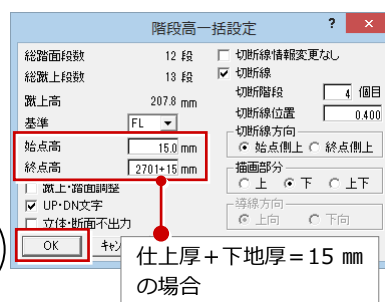 階段高一括設定 ? ×
総踏面段数 12 段
総蹴上段数 13 段
蹴上高 207.8 mm
基準 FL
始点高 15.0 mm
終点高 2701+15 mm
蹴上・踏面調整
UP・DN文字
立体・断面不出力
OK キャン
切断線情報変更なし
切断線
切断階段 4 個目
切断線位置 0.400
切断線方向
始点側上 終点側上
描画部分
上 下 上下
導線方向
上向 下向
仕上厚+下地厚=15 ㎜
の場合